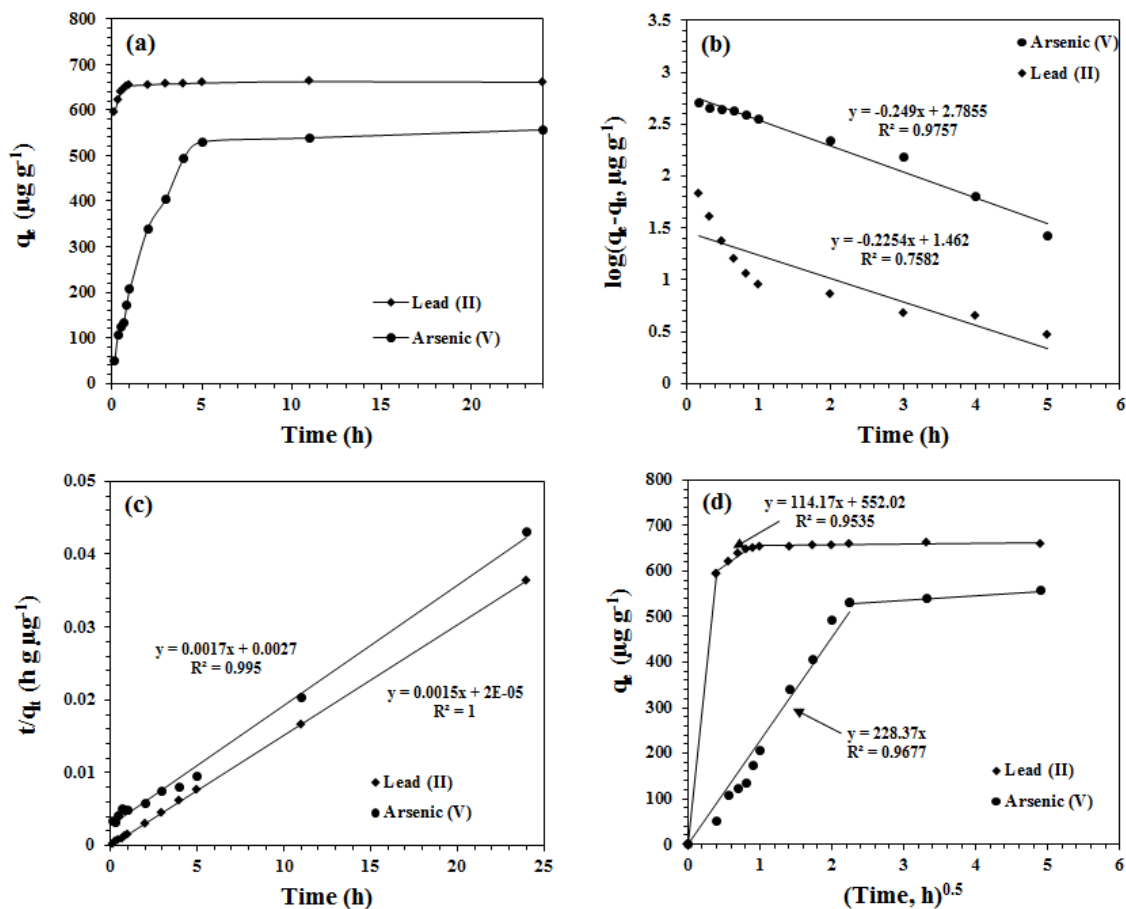 (a)
800
700
600
500
400
300
200
100
0
qₑ (µg g⁻¹)
Lead (II)
Arsenic (V)
0 5 10 15 20
Time (h)
(b)
3.5
3
2.5
2
1.5
1
0.5
0
log(qₑ-qₜ, µg g⁻¹)
Arsenic (V)
Lead (II)
y = -0.249x + 2.7855
R² = 0.9757
y = -0.2254x + 1.462
R² = 0.7582
0 1 2 3 4 5 6
Time (h)
(c)
0.05
0.04
0.03
0.02
0.01
0
t/qₜ (h g µg⁻¹)
y = 0.0017x + 0.0027
R² = 0.995
y = 0.0015x + 2E-05
R² = 1
Lead (II)
Arsenic (V)
0 5 10 15 20 25
Time (h)
(d)
800
700
600
500
400
300
200
100
0
qₑ (µg g⁻¹)
y = 114.17x + 552.02
R² = 0.9535
y = 228.37x
R² = 0.9677
Lead (II)
Arsenic (V)
0 1 2 3 4 5 6
(Time, h)⁰·⁵